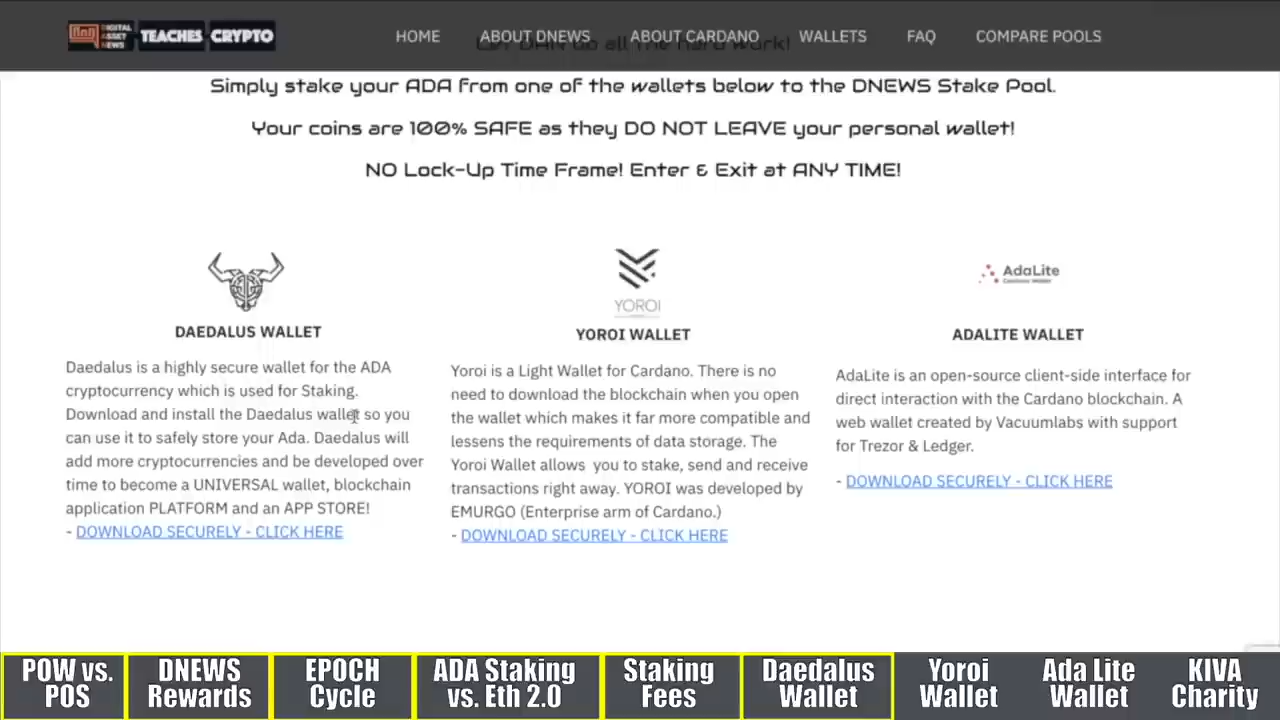 DIGITAL
ASSET
NEWS
TEACHES CRYPTO
HOME
ABOUT DNEWS
ABOUT CARDANO
WALLETS
FAQ
COMPARE POOLS
Simply stake your ADA from one of the wallets below to the DNEWS Stake Pool.
Your coins are 100% SAFE as they DO NOT LEAVE your personal wallet!
NO Lock-Up Time Frame! Enter & Exit at ANY TIME!
DAEDALUS WALLET
Daedalus is a highly secure wallet for the ADA
cryptocurrency which is used for Staking.
Download and install the Daedalus wallet so you
can use it to safely store your Ada. Daedalus will
add more cryptocurrencies and be developed over
time to become a UNIVERSAL wallet, blockchain
application PLATFORM and an APP STORE!
- DOWNLOAD SECURELY - CLICK HERE
YOROI
YOROI WALLET
Yoroi is a Light Wallet for Cardano. There is no
need to download the blockchain when you open
the wallet which makes it far more compatible and
lessens the requirements of data storage. The
Yoroi Wallet allows you to stake, send and receive
transactions right away. YOROI was developed by
EMURGO (Enterprise arm of Cardano.)
- DOWNLOAD SECURELY - CLICK HERE
AdaLite
ADALITE WALLET
AdaLite is an open-source client-side interface for
direct interaction with the Cardano blockchain. A
web wallet created by Vacuumlabs with support
for Trezor & Ledger.
- DOWNLOAD SECURELY - CLICK HERE
POW vs.
POS
DNEWS
Rewards
EPOCH
Cycle
ADA Staking
vs. Eth 2.0
Staking
Fees
Daedalus
Wallet
Yoroi
Wallet
Ada Lite
Wallet
KIVA
Charity